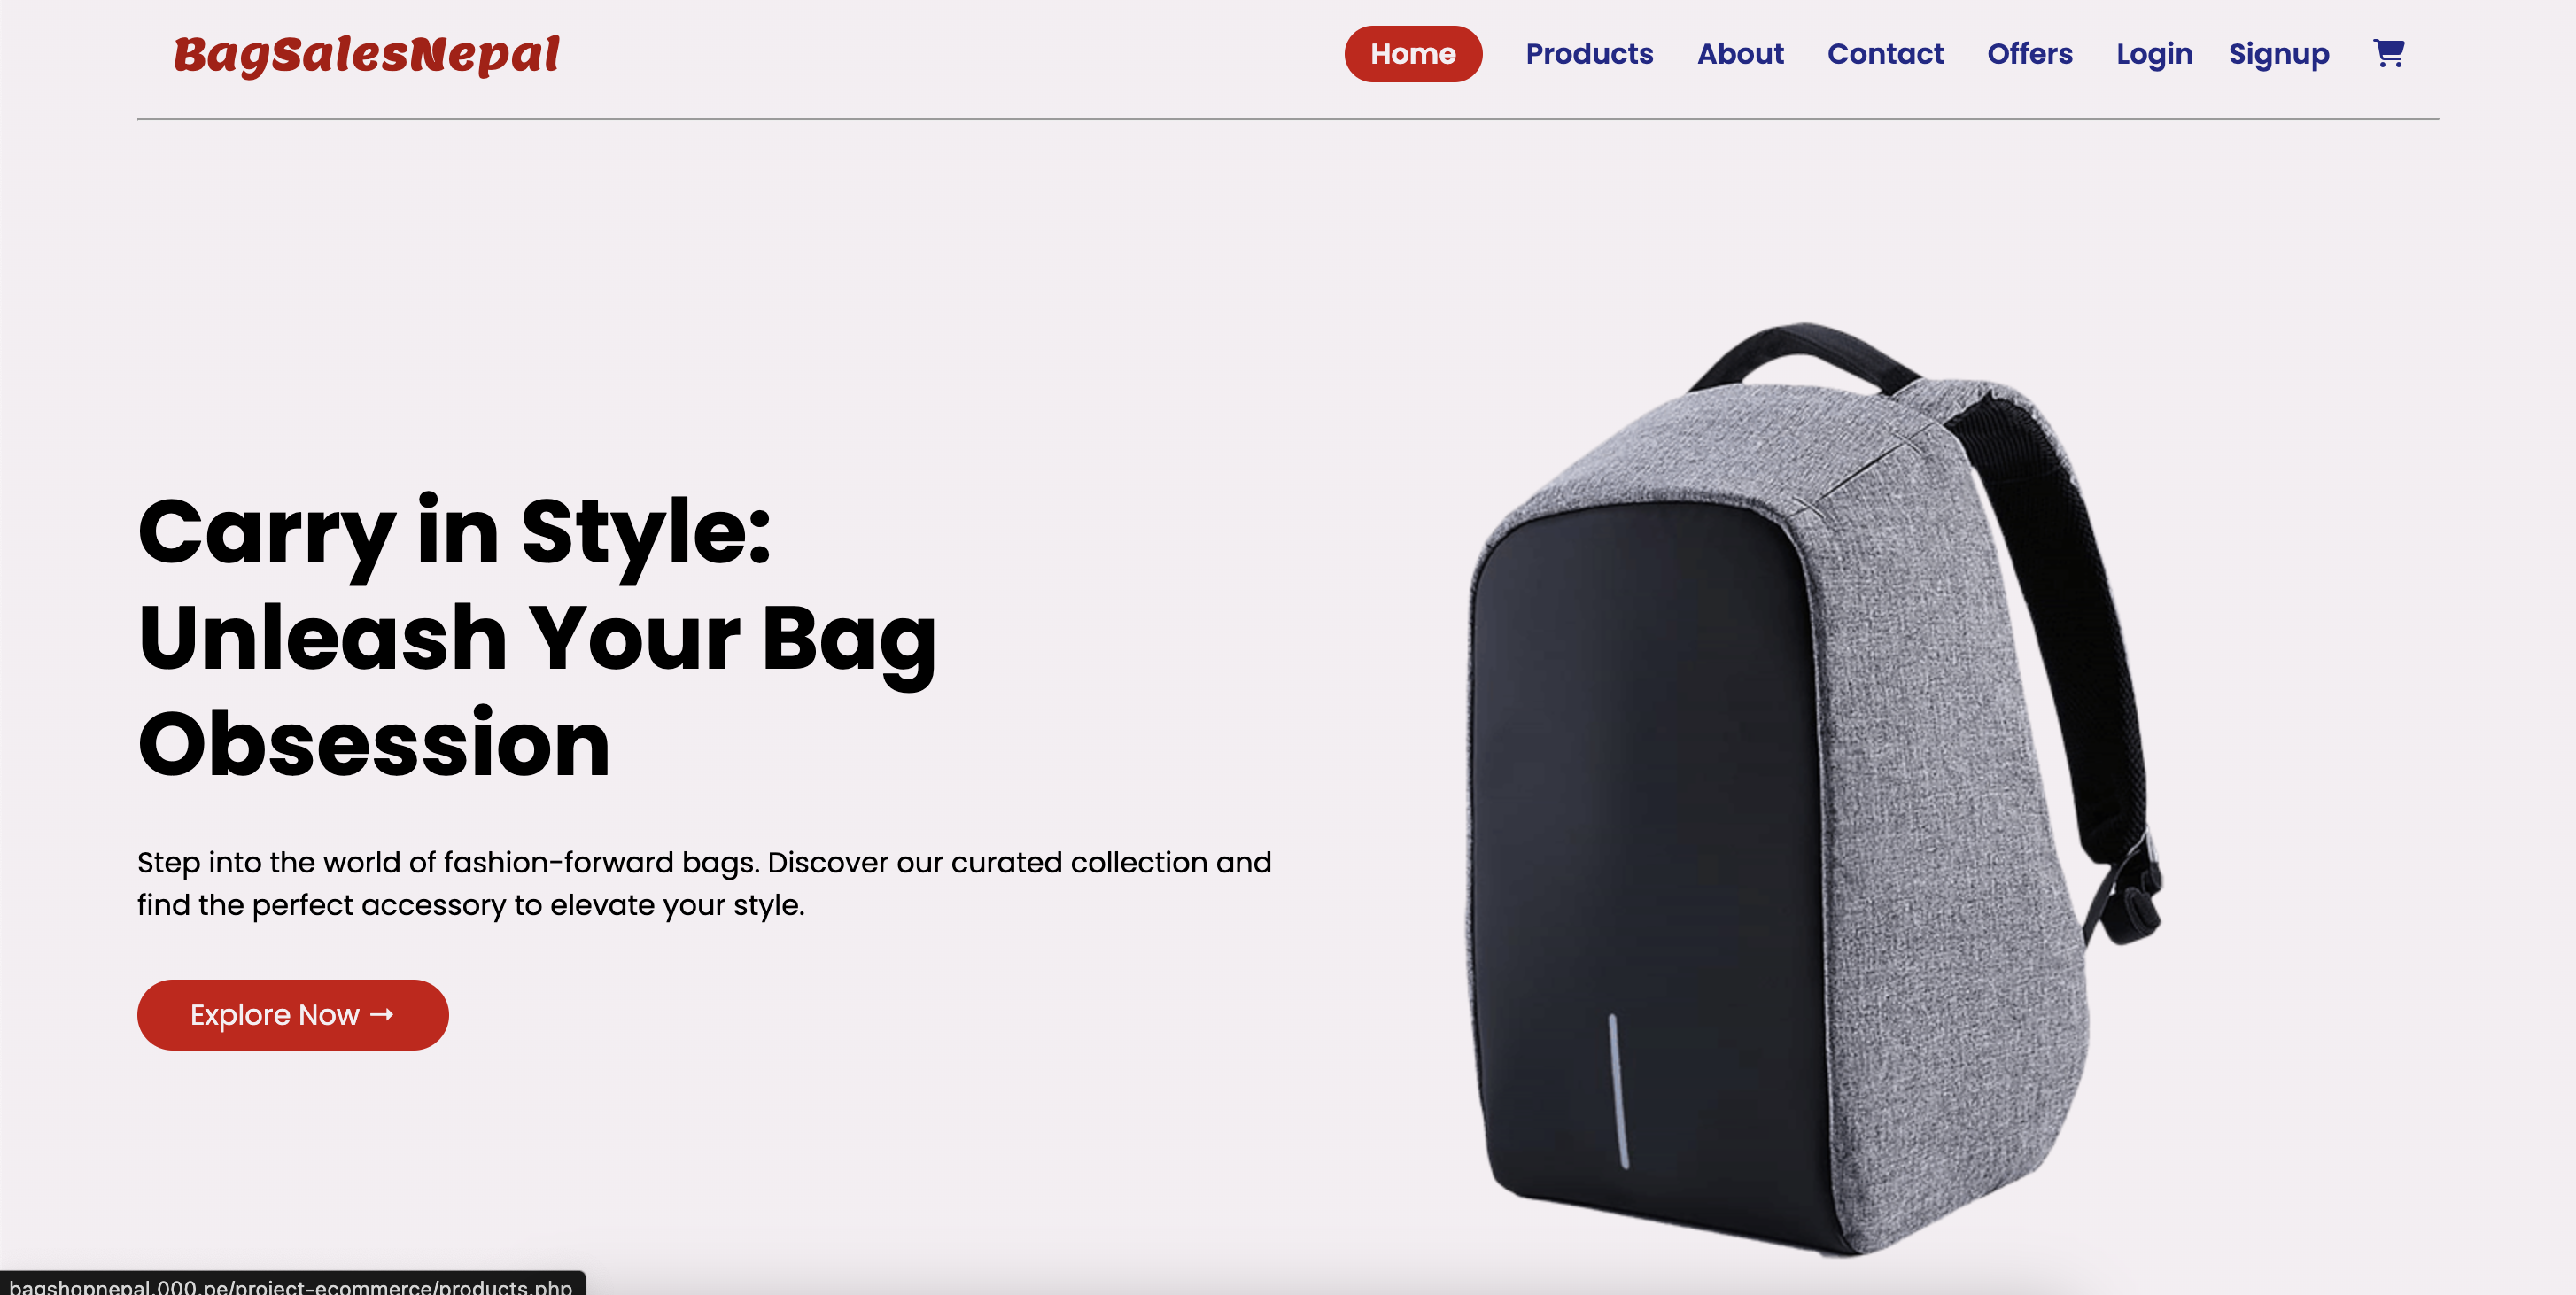 BagSalesNepal
Home Products About Contact Offers Login Signup
Carry in Style:
Unleash Your Bag
Obsession
Step into the world of fashion-forward bags. Discover our curated collection and
find the perfect accessory to elevate your style.
Explore Now →
bagshopnepal.000.pe/project-ecommerce/products.php